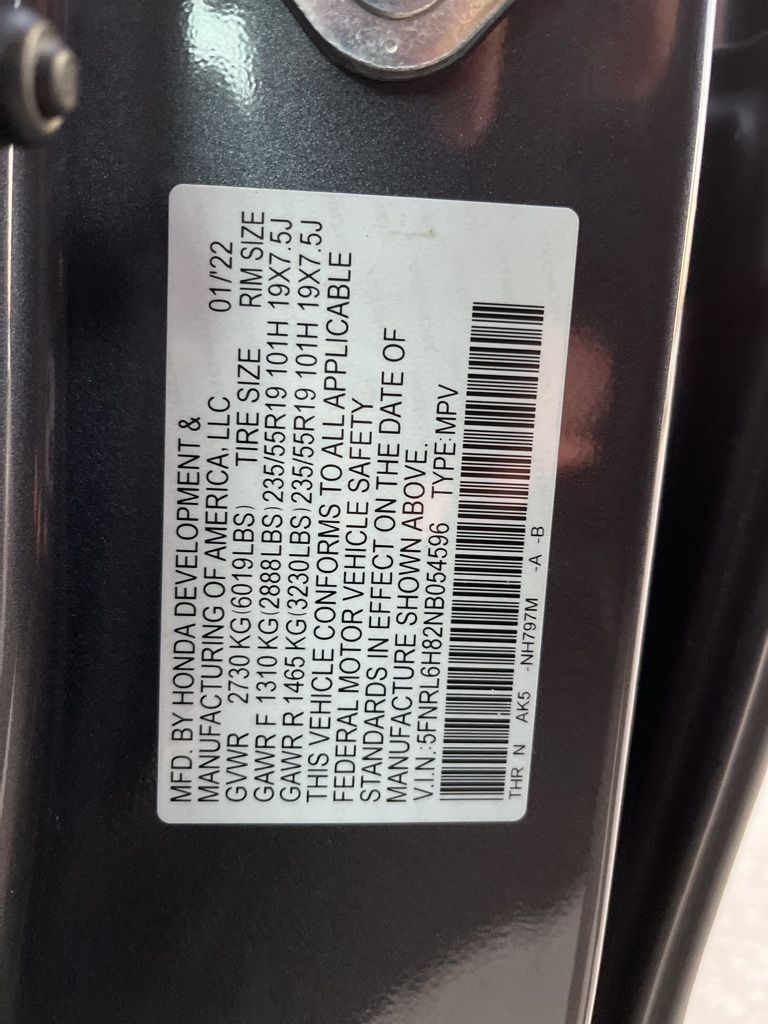 MFD. BY HONDA DEVELOPMENT &
MANUFACTURING OF AMERICA, LLC 01/'22
GVWR 2730 KG(6019LBS) TIRE SIZE RIM SIZE
GAWR F 1310 KG(2888LBS)235/55R19 101H 19X7.5J
GAWR R 1465 KG(3230LBS)235/55R19 101H 19X7.5J
THIS VEHICLE CONFORMS TO ALL APPLICABLE
FEDERAL MOTOR VEHICLE SAFETY
STANDARDS IN EFFECT ON THE DATE OF
MANUFACTURE SHOWN ABOVE.
V.I.N.:5FNRL6H82NB054596 TYPE:MPV
THR N AK5 -NH797M -A -B